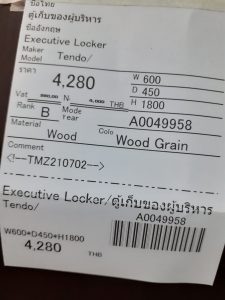 ชื่อไทย
ตู้เก็บของผู้บริหาร
ชื่ออังกฤษ
Executive Locker
Maker Tendo/
Model
ราคา 4,280 W 600
D 450
Vat N THB H 1800
Rank B Mode Year A0049958
Material Wood Colo Wood Grain
Comment
<!--TMZ210702-->
Executive Locker/ตู้เก็บของผู้บริหาร
Tendo/ A0049958
W600*D450*H1800
4,280 THB